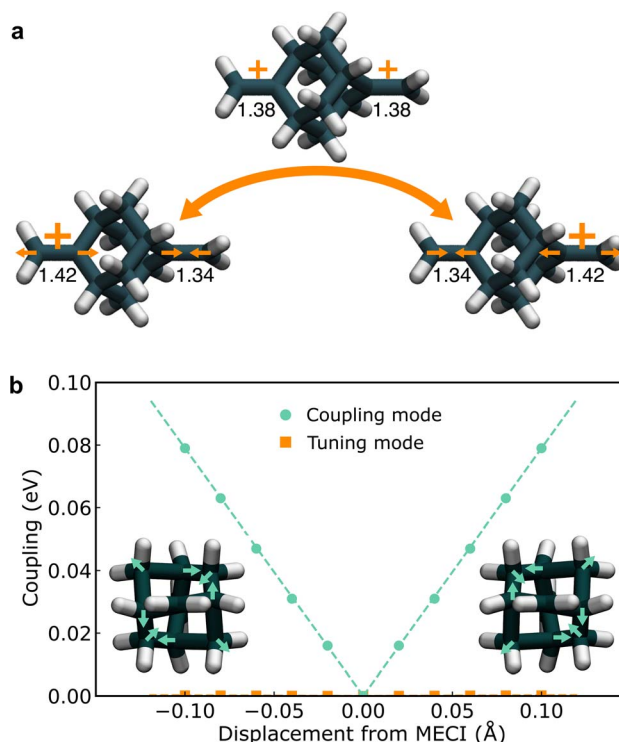 a
+ +
1.38 1.38
+ +
1.42 1.34 1.34 1.42
b
0.10
0.08
0.06
0.04
0.02
0.00
Coupling (eV)
Coupling mode
Tuning mode
−0.10 −0.05 0.00 0.05 0.10
Displacement from MECI (Å)